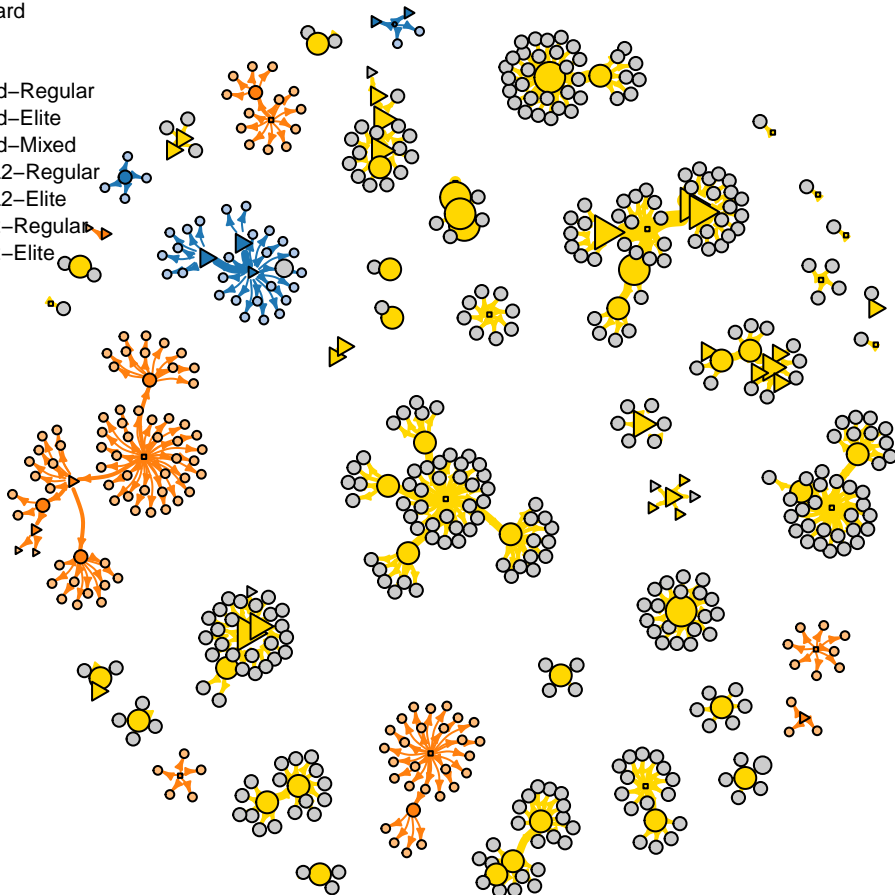 ard
d–Regular
d–Elite
d–Mixed
2–Regular
2–Elite
–Regular
–Elite